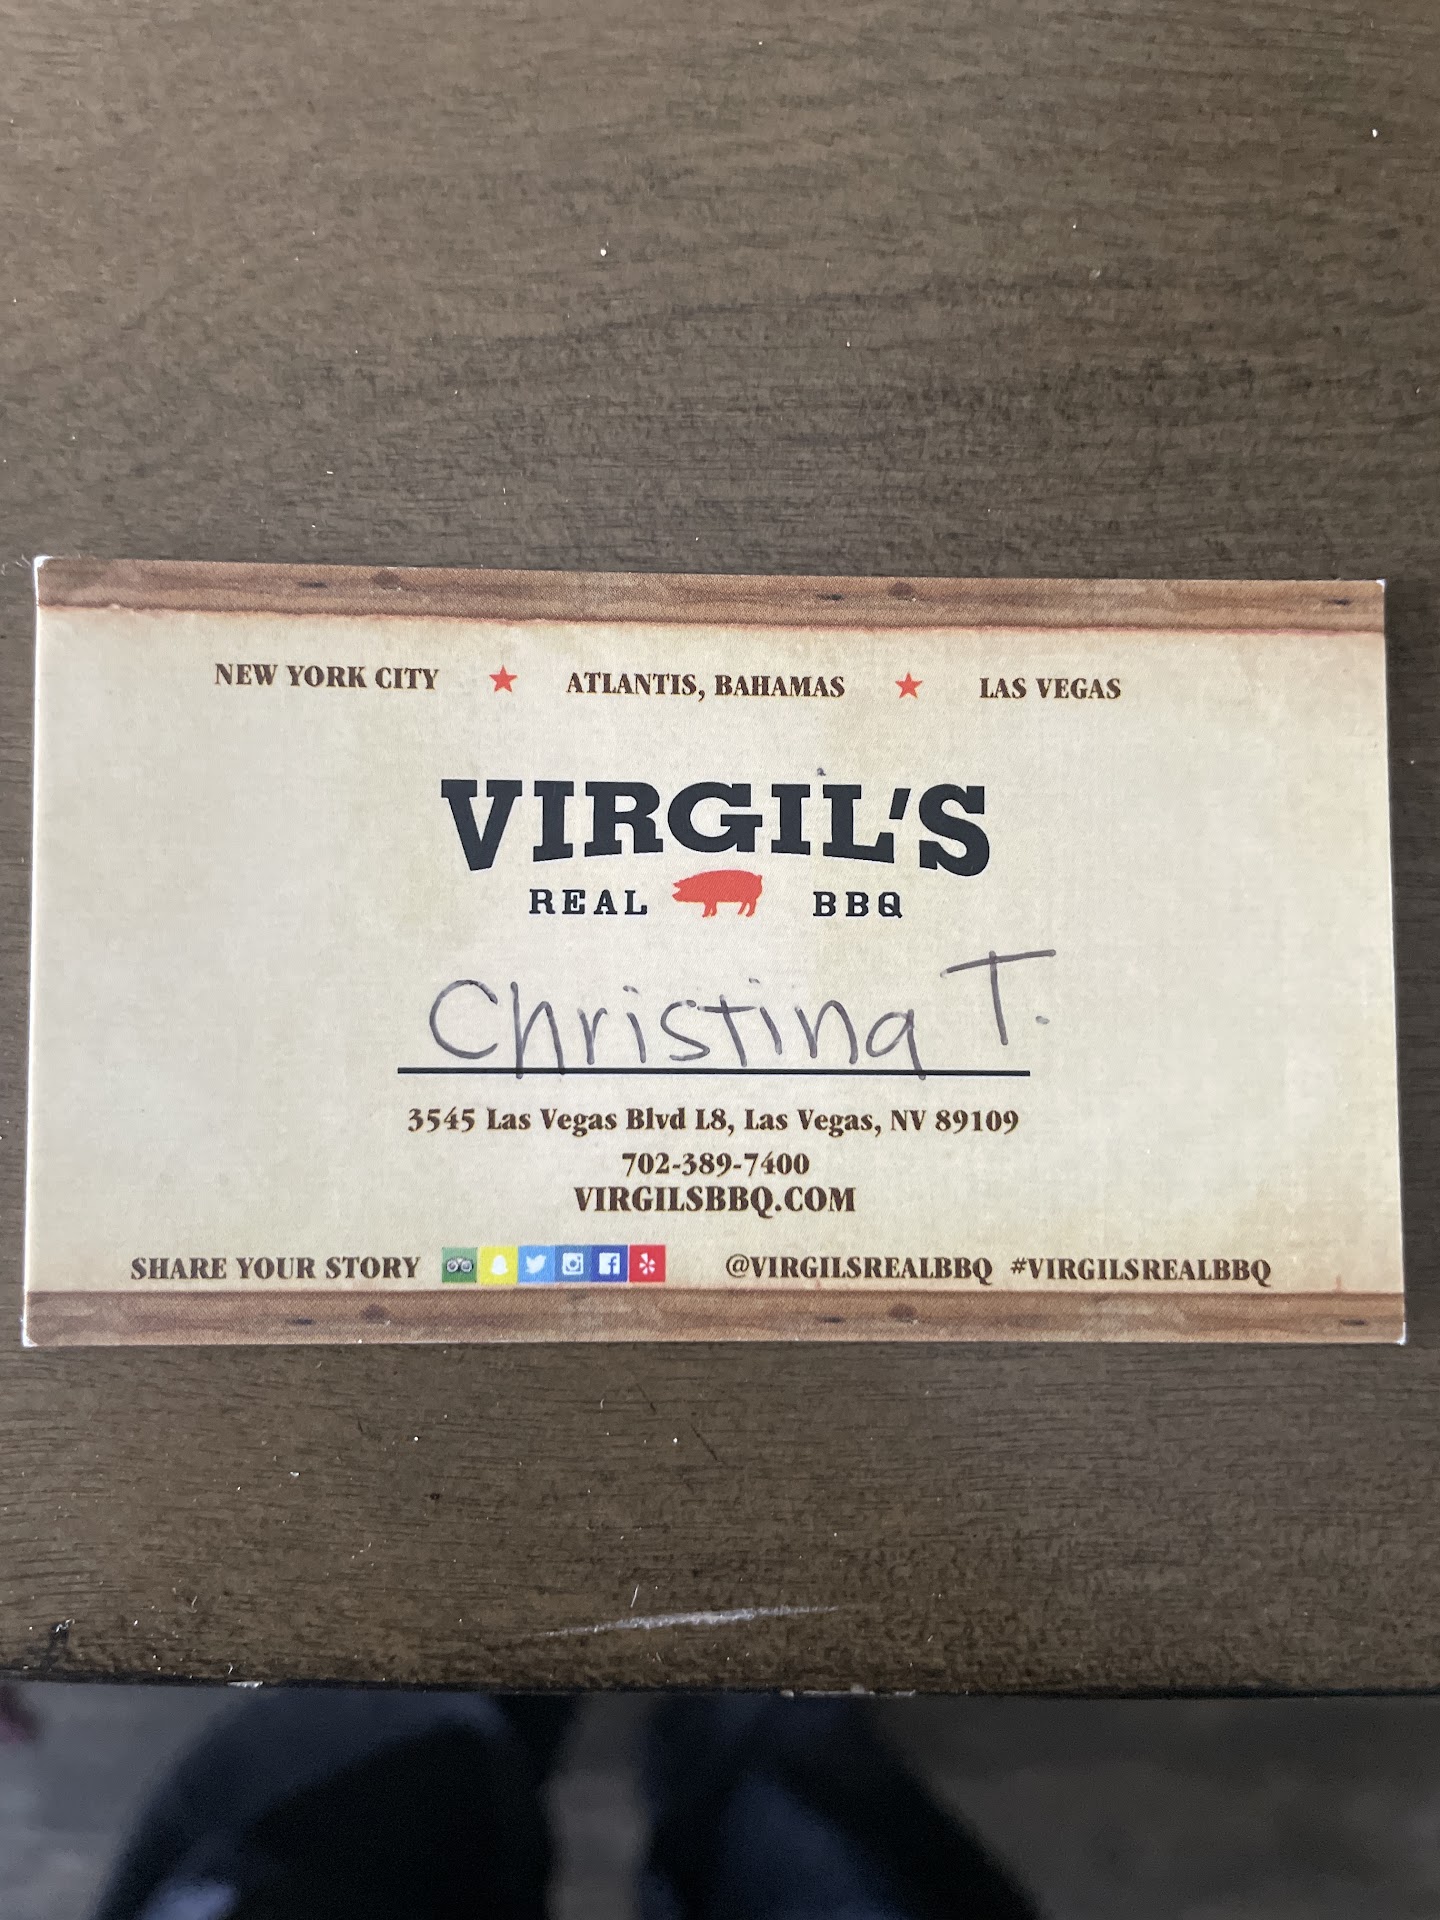 NEW YORK CITY ATLANTIS, BAHAMAS LAS VEGAS
VIRGIL'S
REAL BBQ
Christina T.
3545 Las Vegas Blvd L8, Las Vegas, NV 89109
702-389-7400
VIRGILSBBQ.COM
SHARE YOUR STORY @VIRGILSREALBBQ #VIRGILSREALBBQ